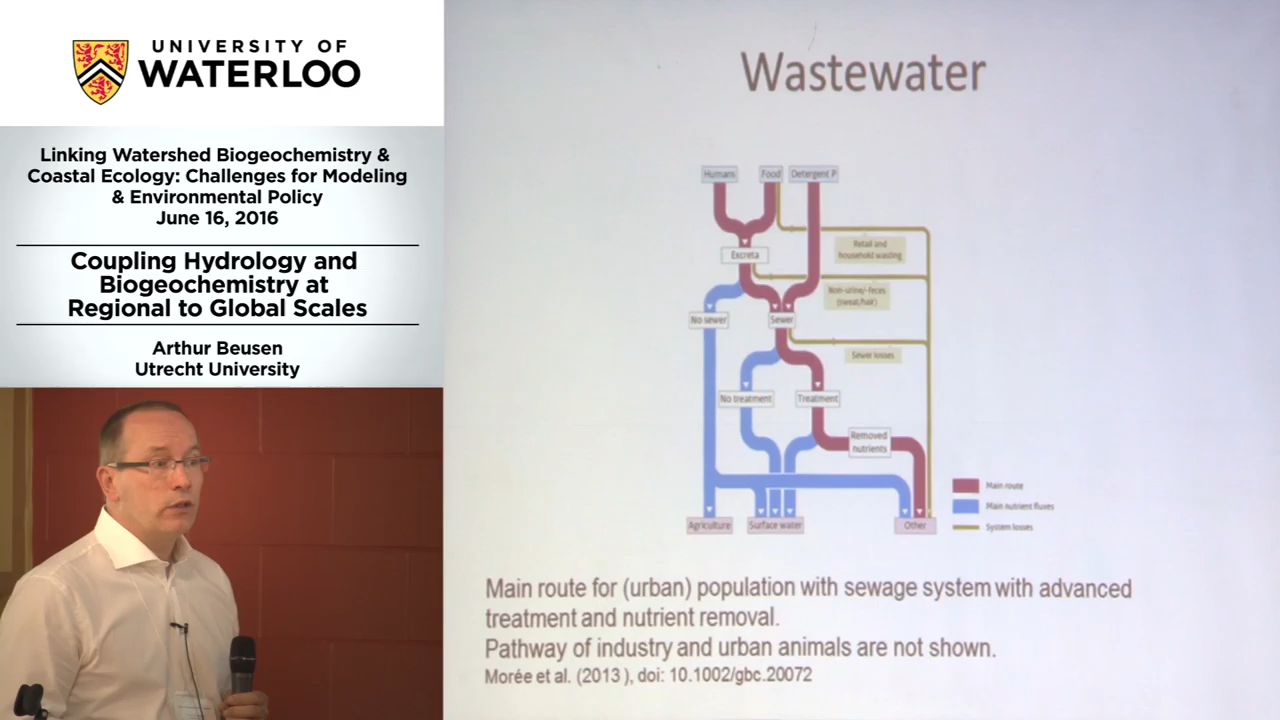 UNIVERSITY OF
WATERLOO
Linking Watershed Biogeochemistry &
Coastal Ecology: Challenges for Modeling
& Environmental Policy
June 16, 2016
Coupling Hydrology and
Biogeochemistry at
Regional to Global Scales
Arthur Beusen
Utrecht University
Wastewater
Humans
Food
Detergent P
Retail and
household wasting
Excreta
Non-urine/-feces
(sweat/hair)
No sewer
Sewer
Sewer losses
No treatment
Treatment
Removed
nutrients
Main route
Main nutrient fluxes
System losses
Agriculture
Surface water
Other
Main route for (urban) population with sewage system with advanced
treatment and nutrient removal.
Pathway of industry and urban animals are not shown.
Morée et al. (2013 ), doi: 10.1002/gbc.20072